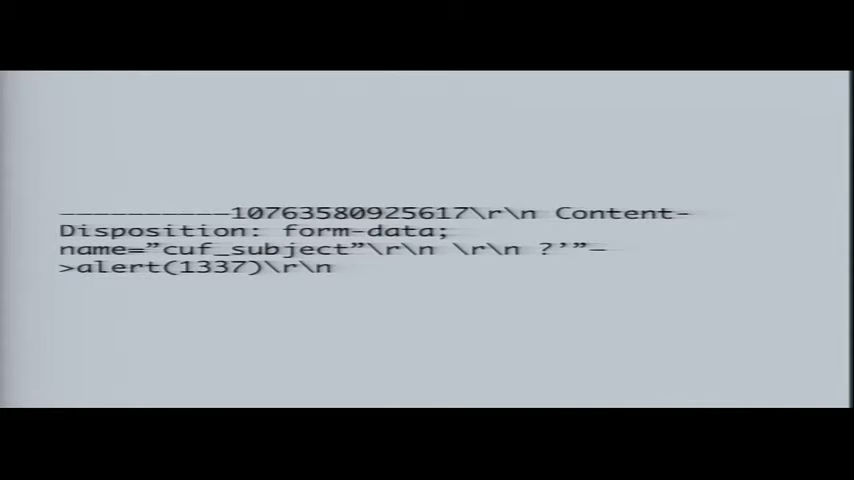 ----------10763580925617\r\n Content-
Disposition: form-data;
name=”cuf_subject”\r\n \r\n ?’”–
>alert(1337)\r\n